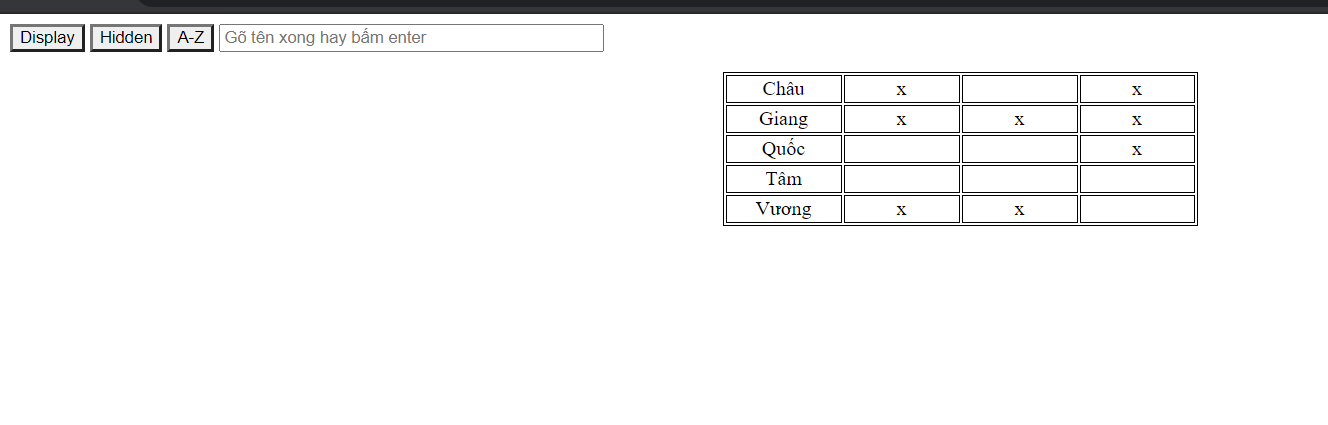 Display Hidden A-Z Gõ tên xong hay bấm enter
Châu x x
Giang x x x
Quốc x
Tâm
Vương x x